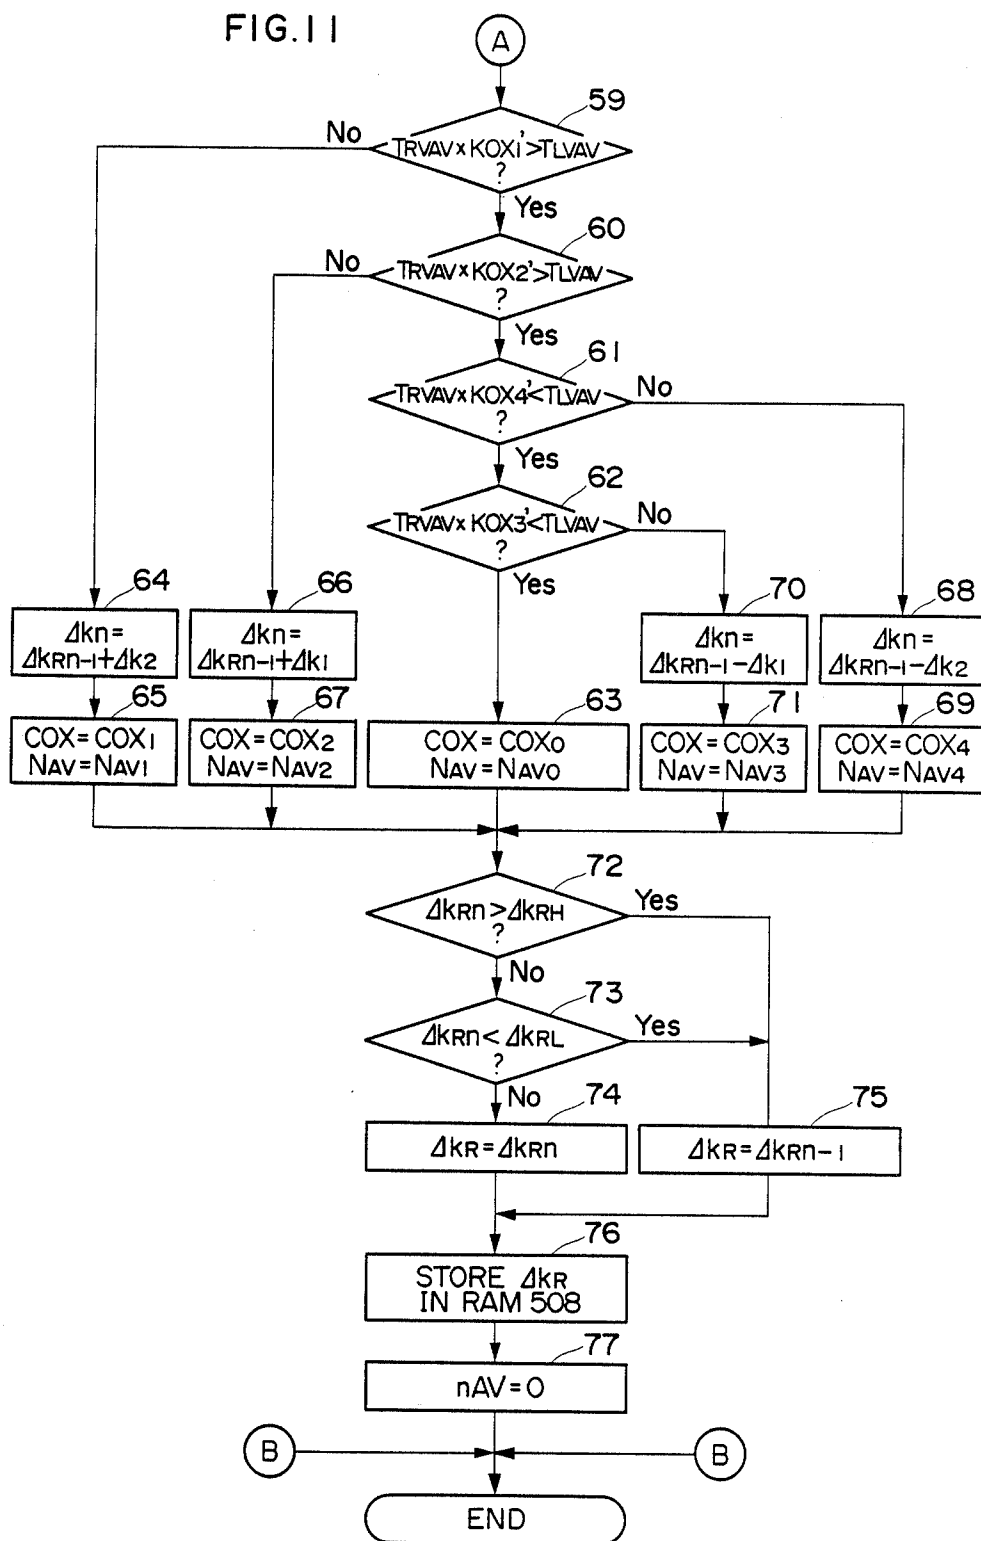 FIG.11
A
59
No
TRVAV×KOX1'>TLVAV
?
Yes
60
No
TRVAV×KOX2'>TLVAV
?
Yes
61
TRVAV×KOX4'<TLVAV
?
No
Yes
62
TRVAV×KOX3'<TLVAV
?
No
Yes
64
Δkn=
ΔkRn-1+Δk2
66
Δkn=
ΔkRn-1+Δk1
70
Δkn=
ΔkRn-1-Δk1
68
Δkn=
ΔkRn-1-Δk2
65
COX=COX1
NAV=NAV1
67
COX=COX2
NAV=NAV2
63
COX=COX0
NAV=NAV0
71
COX=COX3
NAV=NAV3
69
COX=COX4
NAV=NAV4
72
ΔkRn>ΔkRH
?
Yes
No
73
ΔkRn<ΔkRL
?
Yes
No
74
ΔkR=ΔkRn
75
ΔkR=ΔkRn-1
76
STORE ΔkR
IN RAM 508
77
nAV=0
B
B
END